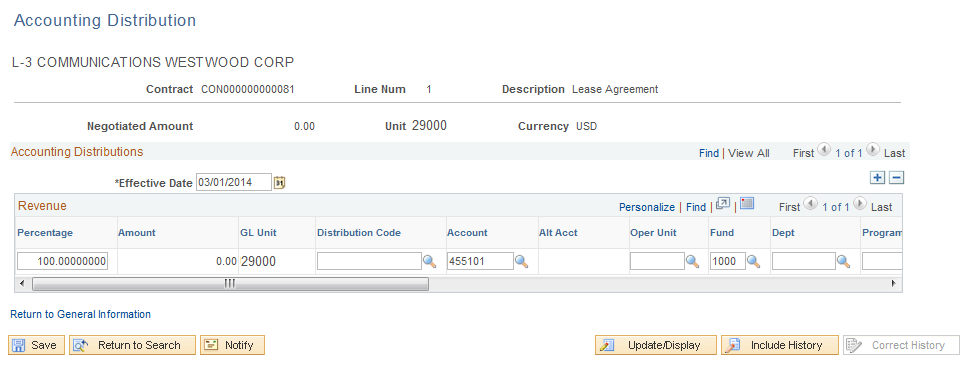 Accounting Distribution
L-3 COMMUNICATIONS WESTWOOD CORP
Contract CON000000000081 Line Num 1 Description Lease Agreement
Negotiated Amount 0.00 Unit 29000 Currency USD
Accounting Distributions Find | View All First 1 of 1 Last
*Effective Date 03/01/2014
Revenue Personalize | Find | | First 1 of 1 Last
Percentage Amount GL Unit Distribution Code Account Alt Acct Oper Unit Fund Dept Program
100.00000000 0.00 29000 455101 1000
Return to General Information
Save Return to Search Notify Update/Display Include History Correct History